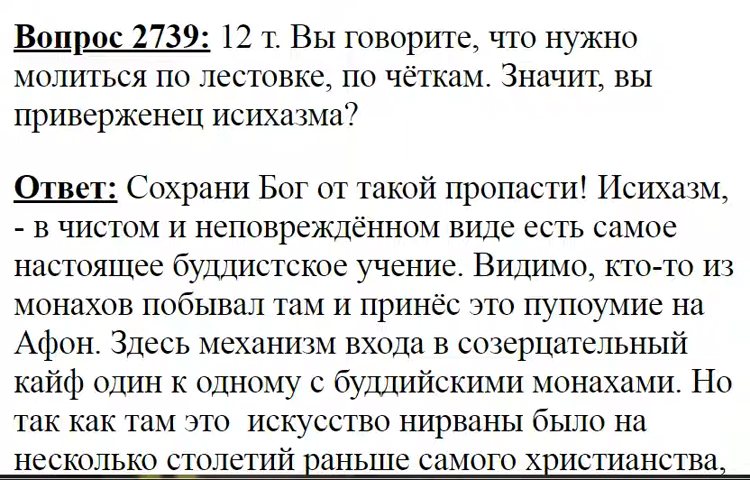 Вопрос 2739: 12 т. Вы говорите, что нужно
молиться по лестовке, по чёткам. Значит, вы
приверженец исихазма?
Ответ: Сохрани Бог от такой пропасти! Исихазм,
- в чистом и неповреждённом виде есть самое
настоящее буддистское учение. Видимо, кто-то из
монахов побывал там и принёс это пупоумие на
Афон. Здесь механизм входа в созерцательный
кайф один к одному с буддийскими монахами. Но
так как там это искусство нирваны было на
несколько столетий раньше самого христианства,